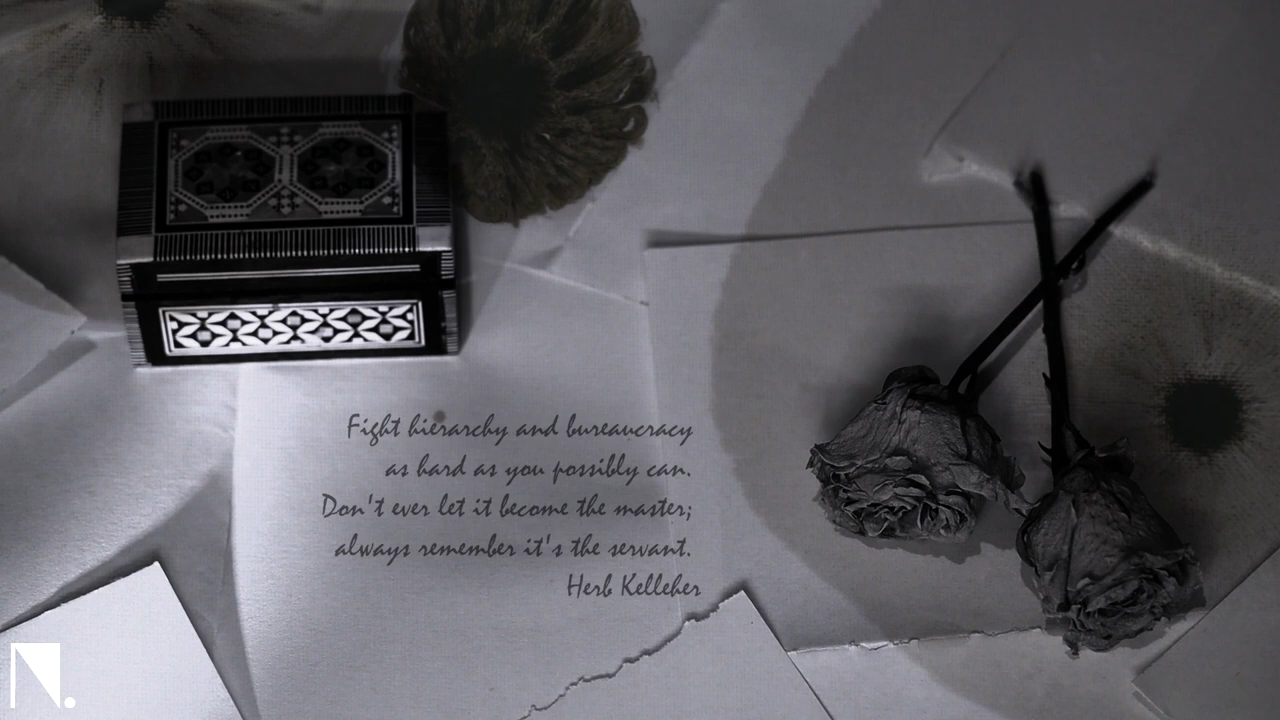 Fight hierarchy and bureaucracy
as hard as you possibly can.
Don't ever let it become the master;
always remember it's the servant.
Herb Kelleher
N.